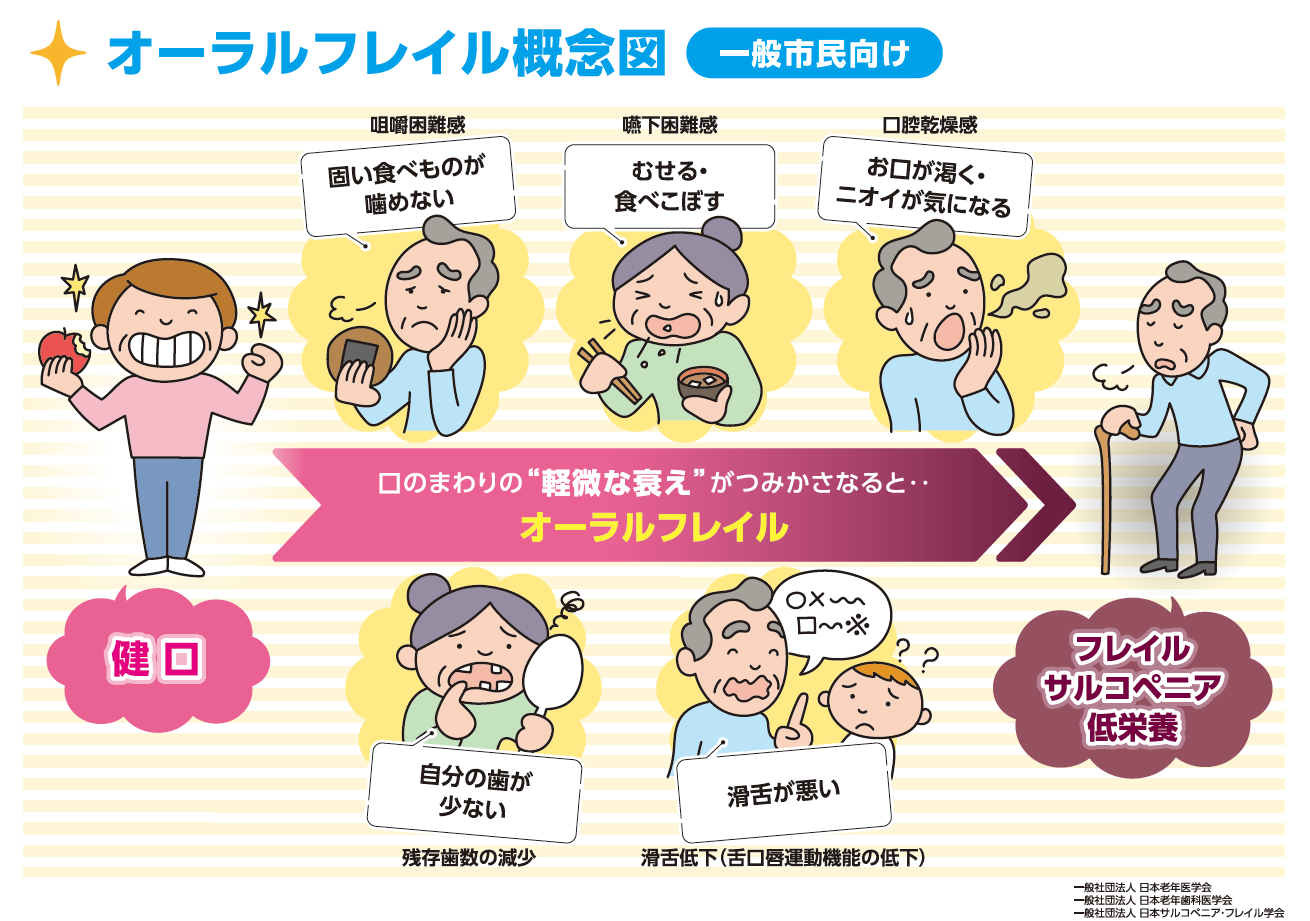 オーラルフレイル概念図
一般市民向け
咀嚼困難感
固い食べものが
噛めない
嚥下困難感
むせる・
食べこぼす
口腔乾燥感
お口が渇く・
ニオイが気になる
口のまわりの“軽微な衰え”がつみかさなると‥
オーラルフレイル
健口
フレイル
サルコペニア
低栄養
○×〜〜
□〜※
? ?
自分の歯が
少ない
残存歯数の減少
滑舌が悪い
滑舌低下（舌口唇運動機能の低下）
一般社団法人 日本老年医学会
一般社団法人 日本老年歯科医学会
一般社団法人 日本サルコペニア・フレイル学会